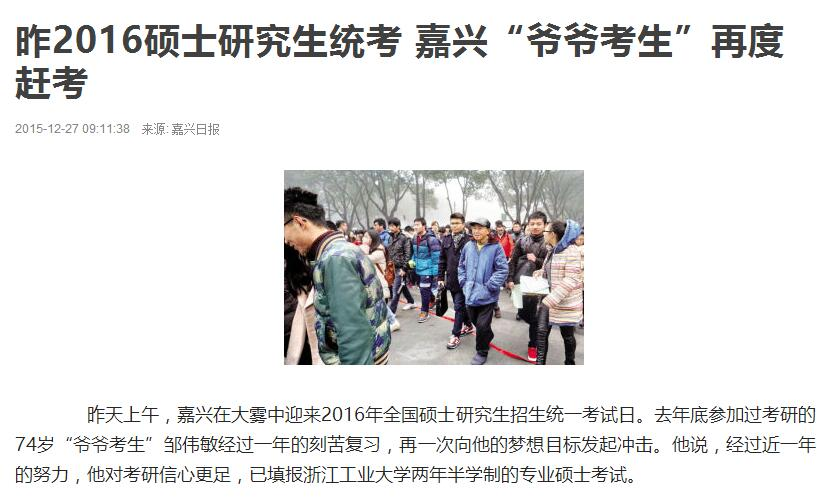 昨2016硕士研究生统考 嘉兴“爷爷考生”再度
赶考
2015-12-27 09:11:38 来源: 嘉兴日报
昨天上午，嘉兴在大雾中迎来2016年全国硕士研究生招生统一考试日。去年底参加过考研的
74岁“爷爷考生”邹伟敏经过一年的刻苦复习，再一次向他的梦想目标发起冲击。他说，经过近一年
的努力，他对考研信心更足，已填报浙江工业大学两年半学制的专业硕士考试。